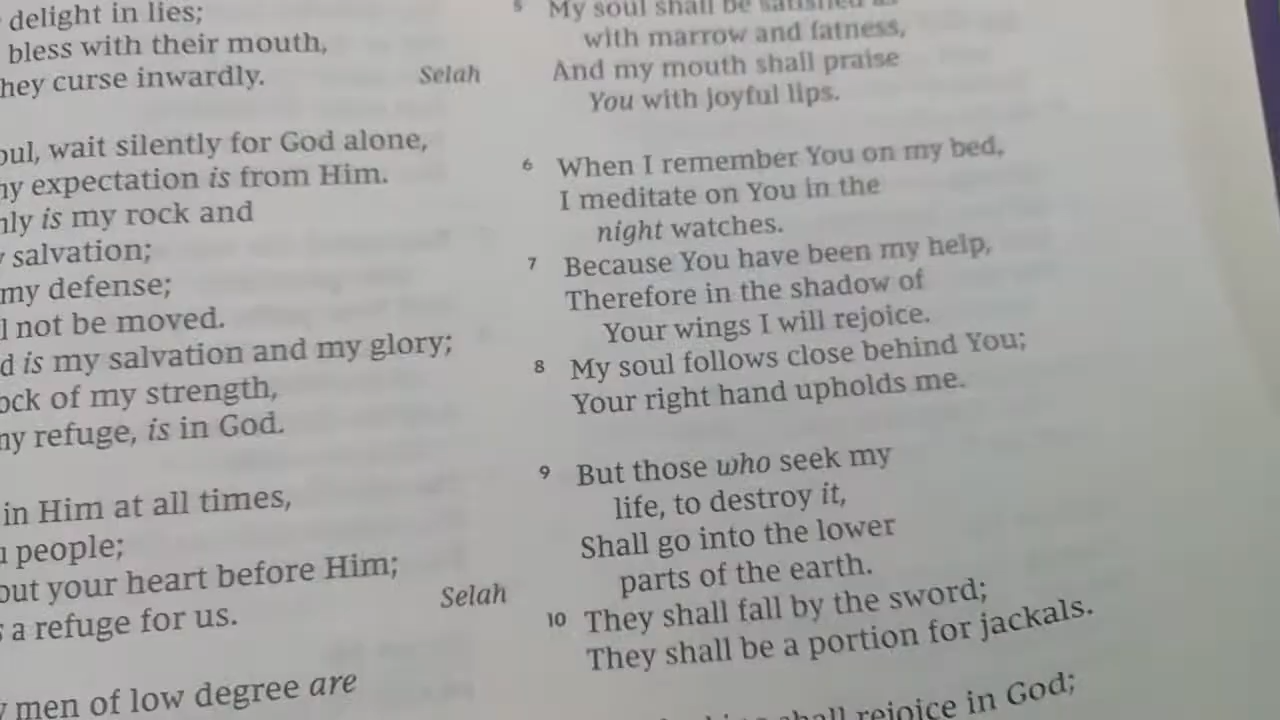 delight in lies;
bless with their mouth,
hey curse inwardly. Selah
oul, wait silently for God alone,
y expectation is from Him.
nly is my rock and
salvation;
my defense;
l not be moved.
d is my salvation and my glory;
ock of my strength,
ny refuge, is in God.
in Him at all times,
people;
out your heart before Him;
s a refuge for us. Selah
men of low degree are
5 My soul shall be satisfied as
with marrow and fatness,
And my mouth shall praise
You with joyful lips.
6 When I remember You on my bed,
I meditate on You in the
night watches.
7 Because You have been my help,
Therefore in the shadow of
Your wings I will rejoice.
8 My soul follows close behind You;
Your right hand upholds me.
9 But those who seek my
life, to destroy it,
Shall go into the lower
parts of the earth.
10 They shall fall by the sword;
They shall be a portion for jackals.
shall rejoice in God;